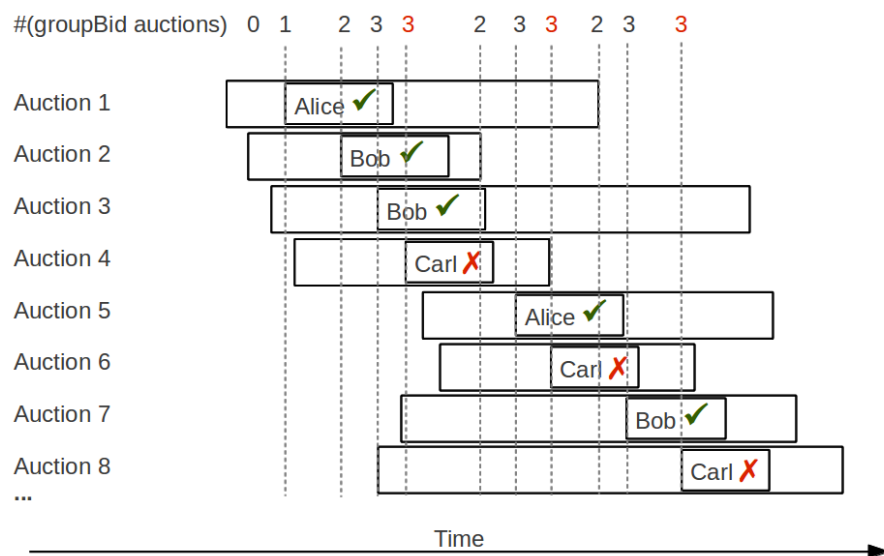 #(groupBid auctions) 0 1 2 3 3 2 3 3 2 3 3
Auction 1 Alice ✔
Auction 2 Bob ✔
Auction 3 Bob ✔
Auction 4 Carl ✗
Auction 5 Alice ✔
Auction 6 Carl ✗
Auction 7 Bob ✔
Auction 8 Carl ✗
...
Time